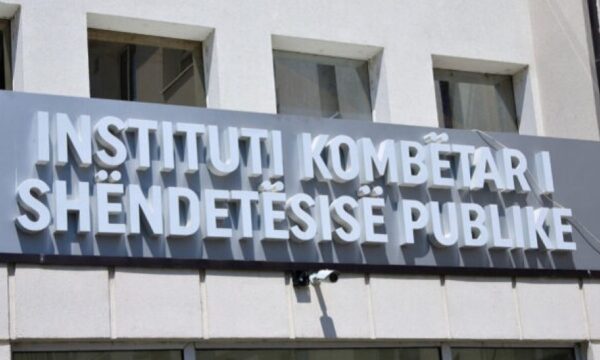 INSTITUTI KOMBËTAR I
SHËNDETËSISË PUBLIKE